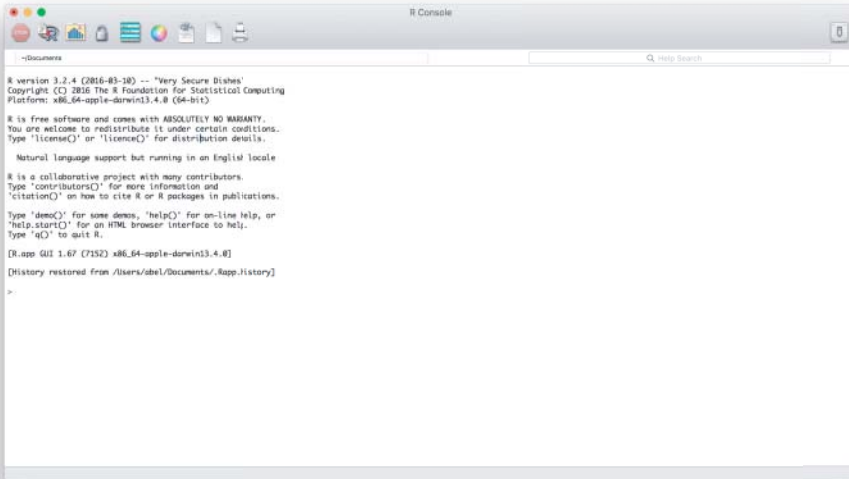 R Console
STOP
~/Documents
Help Search
R version 3.2.4 (2016-03-10) -- "Very Secure Dishes"
Copyright (C) 2016 The R Foundation for Statistical Computing
Platform: x86_64-apple-darwin13.4.0 (64-bit)
R is free software and comes with ABSOLUTELY NO WARRANTY.
You are welcome to redistribute it under certain conditions.
Type 'license()' or 'licence()' for distribution details.
Natural language support but running in an English locale
R is a collaborative project with many contributors.
Type 'contributors()' for more information and
'citation()' on how to cite R or R packages in publications.
Type 'demo()' for some demos, 'help()' for on-line help, or
'help.start()' for an HTML browser interface to help.
Type 'q()' to quit R.
[R.app GUI 1.67 (7152) x86_64-apple-darwin13.4.0]
[History restored from /Users/abel/Documents/.Rapp.history]
>